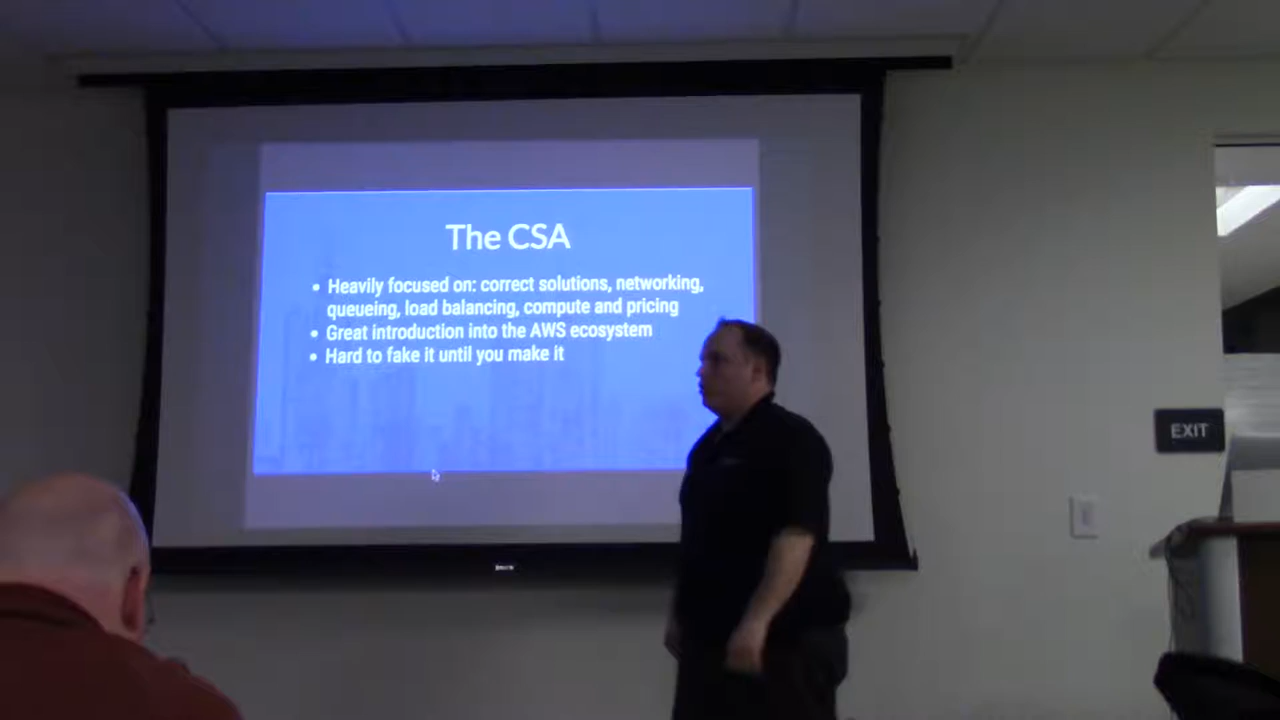 The CSA
• Heavily focused on: correct solutions, networking,
queueing, load balancing, compute and pricing
• Great introduction into the AWS ecosystem
• Hard to fake it until you make it
EXIT